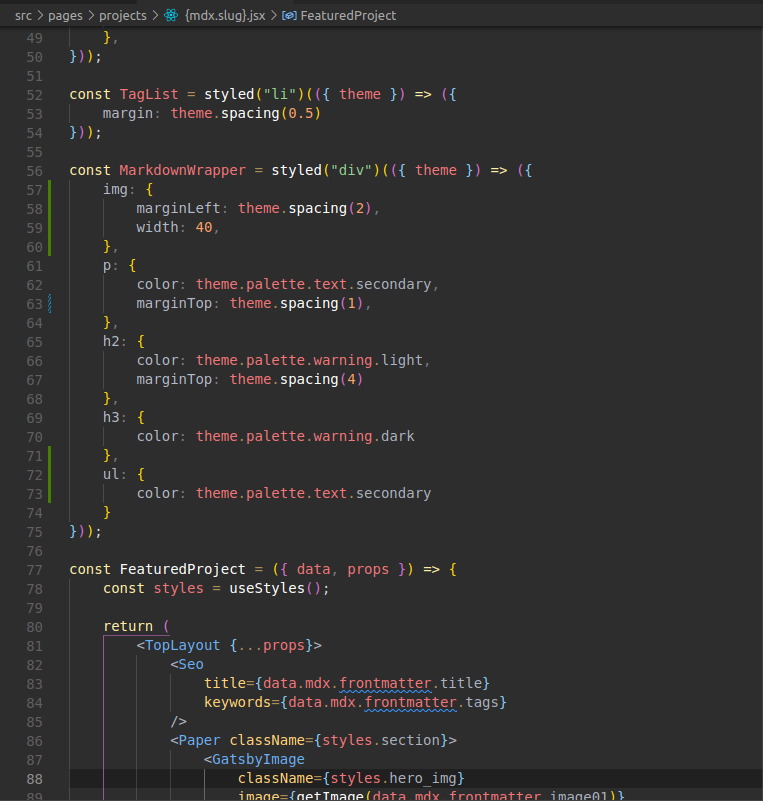 src > pages > projects > {mdx.slug}.jsx > FeaturedProject
49 },
50 }));
51
52 const TagList = styled("li")(({ theme }) => ({
53 margin: theme.spacing(0.5)
54 }));
55
56 const MarkdownWrapper = styled("div")(({ theme }) => ({
57 img: {
58 marginLeft: theme.spacing(2),
59 width: 40,
60 },
61 p: {
62 color: theme.palette.text.secondary,
63 marginTop: theme.spacing(1),
64 },
65 h2: {
66 color: theme.palette.warning.light,
67 marginTop: theme.spacing(4)
68 },
69 h3: {
70 color: theme.palette.warning.dark
71 },
72 ul: {
73 color: theme.palette.text.secondary
74 }
75 }));
76
77 const FeaturedProject = ({ data, props }) => {
78 const styles = useStyles();
79
80 return (
81 <TopLayout {...props}>
82 <Seo
83 title={data.mdx.frontmatter.title}
84 keywords={data.mdx.frontmatter.tags}
85 />
86 <Paper className={styles.section}>
87 <GatsbyImage
88 className={styles.hero_img}
89 image={getImage(data.mdx.frontmatter.image01)}